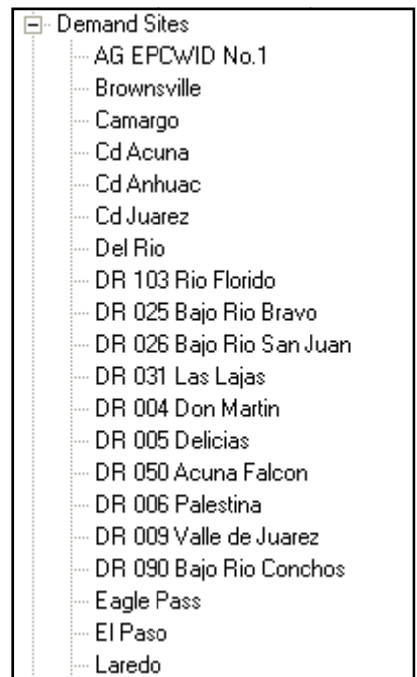 Demand Sites
AG EPCWID No.1
Brownsville
Camargo
Cd Acuna
Cd Anhuac
Cd Juarez
Del Rio
DR 103 Rio Florido
DR 025 Bajo Rio Bravo
DR 026 Bajo Rio San Juan
DR 031 Las Lajas
DR 004 Don Martin
DR 005 Delicias
DR 050 Acuna Falcon
DR 006 Palestina
DR 009 Valle de Juarez
DR 090 Bajo Rio Conchos
Eagle Pass
El Paso
Laredo